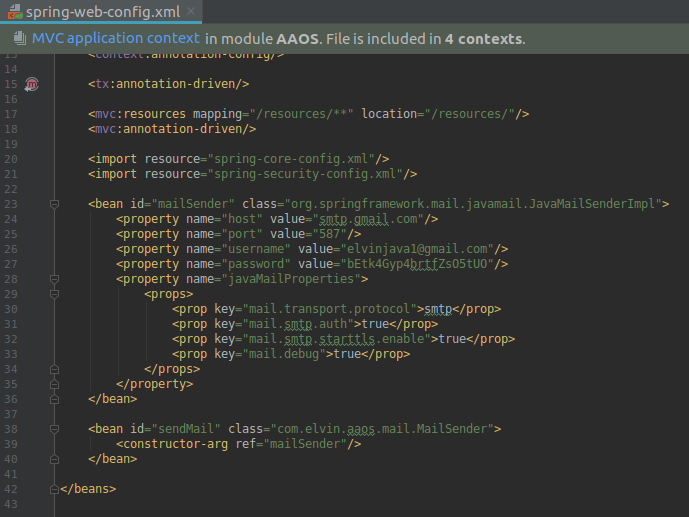 spring-web-config.xml
MVC application context in module AAOS. File is included in 4 contexts.
13 <context:annotation-config/>
14
15 <tx:annotation-driven/>
16
17 <mvc:resources mapping="/resources/**" location="/resources/"/>
18 <mvc:annotation-driven/>
19
20 <import resource="spring-core-config.xml"/>
21 <import resource="spring-security-config.xml"/>
22
23 <bean id="mailSender" class="org.springframework.mail.javamail.JavaMailSenderImpl">
24 <property name="host" value="smtp.gmail.com"/>
25 <property name="port" value="587"/>
26 <property name="username" value="elvinjava1@gmail.com"/>
27 <property name="password" value="bEtk4Gyp4brtfZsO5tUO"/>
28 <property name="javaMailProperties">
29 <props>
30 <prop key="mail.transport.protocol">smtp</prop>
31 <prop key="mail.smtp.auth">true</prop>
32 <prop key="mail.smtp.starttls.enable">true</prop>
33 <prop key="mail.debug">true</prop>
34 </props>
35 </property>
36 </bean>
37
38 <bean id="sendMail" class="com.elvin.aaos.mail.MailSender">
39 <constructor-arg ref="mailSender"/>
40 </bean>
41
42 </beans>
43